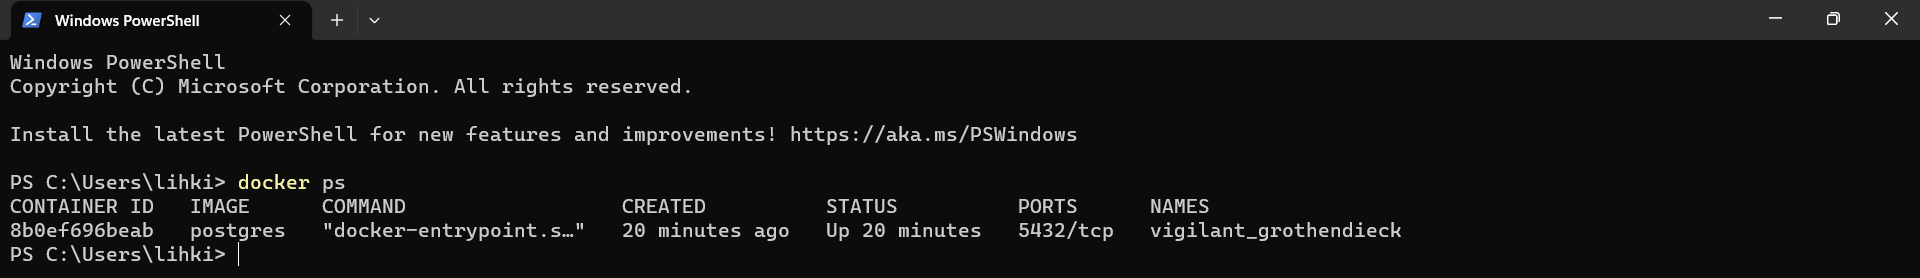 Windows PowerShell
Windows PowerShell
Copyright (C) Microsoft Corporation. All rights reserved.
Install the latest PowerShell for new features and improvements! https://aka.ms/PSWindows
PS C:\Users\lihki> docker ps
CONTAINER ID   IMAGE      COMMAND                  CREATED          STATUS          PORTS      NAMES
8b0ef696beab   postgres   "docker-entrypoint.s…"   20 minutes ago   Up 20 minutes   5432/tcp   vigilant_grothendieck
PS C:\Users\lihki>